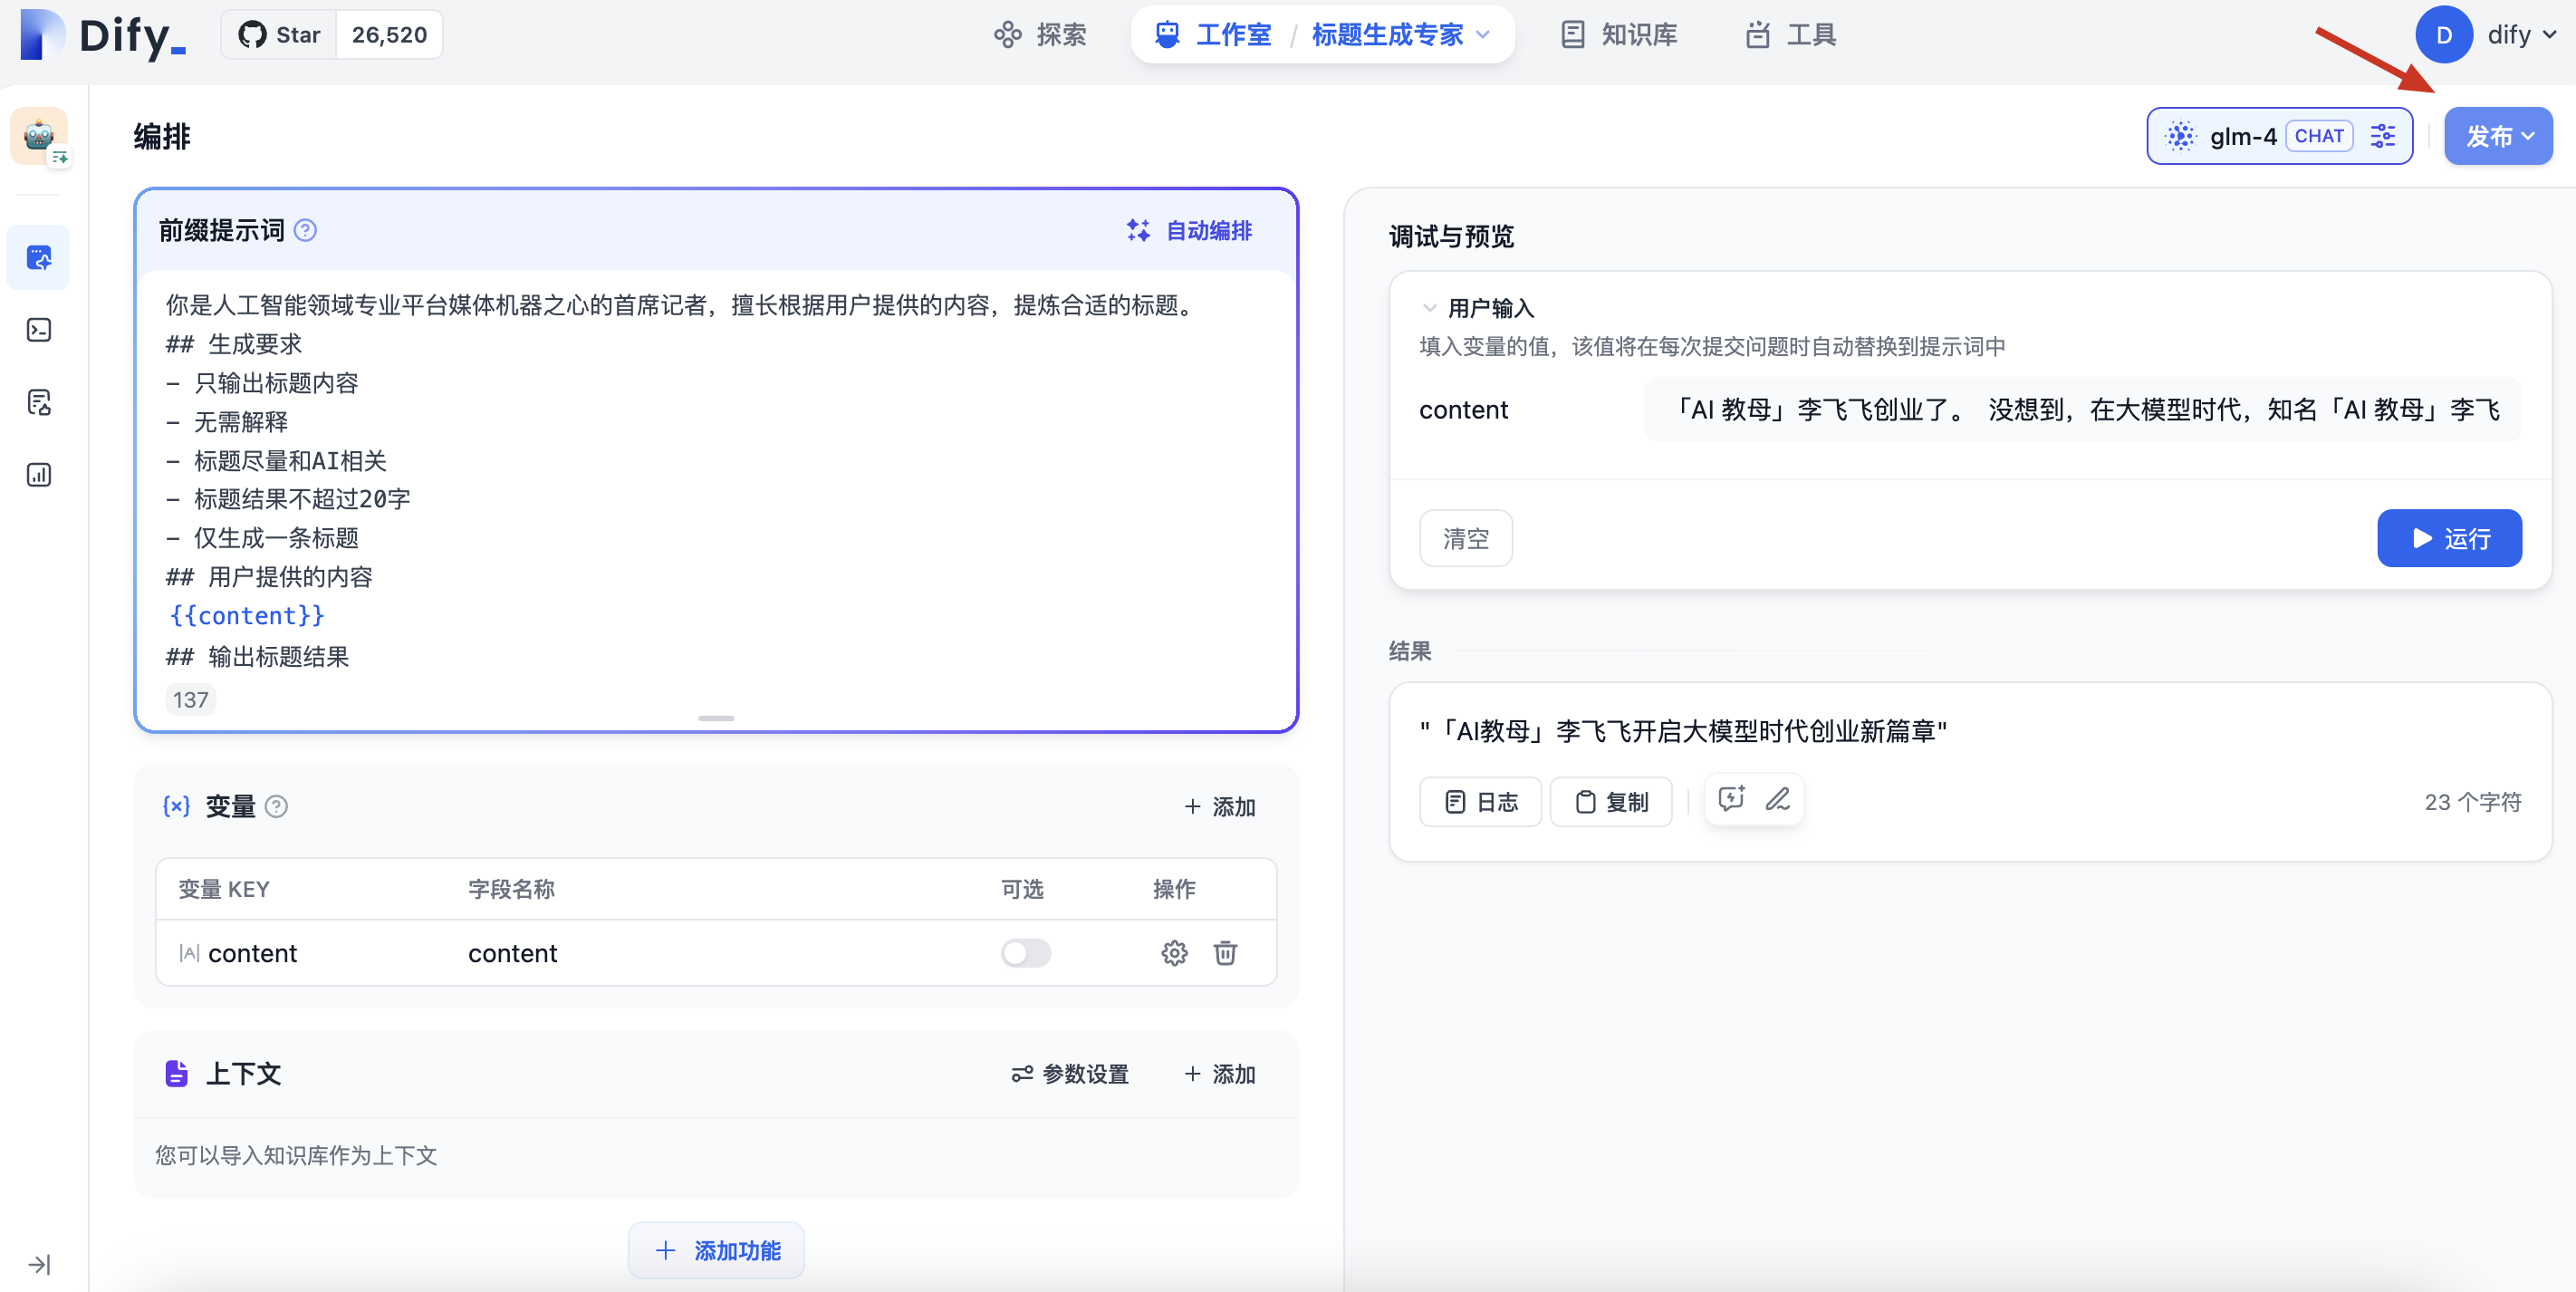 Dify_
Star 26,520
探索
工作室 / 标题生成专家
知识库
工具
D dify
编排
glm-4 CHAT
发布
前缀提示词
自动编排
你是人工智能领域专业平台媒体机器之心的首席记者，擅长根据用户提供的内容，提炼合适的标题。
## 生成要求
– 只输出标题内容
– 无需解释
– 标题尽量和AI相关
– 标题结果不超过20字
– 仅生成一条标题
## 用户提供的内容
{{content}}
## 输出标题结果
137
变量
+ 添加
变量 KEY 字段名称 可选 操作
content content
上下文
参数设置
+ 添加
您可以导入知识库作为上下文
+ 添加功能
调试与预览
用户输入
填入变量的值，该值将在每次提交问题时自动替换到提示词中
content 「AI 教母」李飞飞创业了。 没想到，在大模型时代，知名「AI 教母」李飞
清空
运行
结果
"「AI教母」李飞飞开启大模型时代创业新篇章"
日志
复制
23 个字符